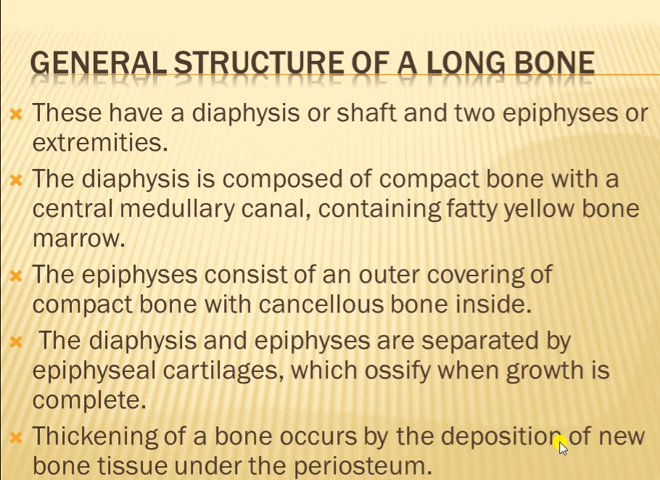 GENERAL STRUCTURE OF A LONG BONE
These have a diaphysis or shaft and two epiphyses or
extremities.
The diaphysis is composed of compact bone with a
central medullary canal, containing fatty yellow bone
marrow.
The epiphyses consist of an outer covering of
compact bone with cancellous bone inside.
The diaphysis and epiphyses are separated by
epiphyseal cartilages, which ossify when growth is
complete.
Thickening of a bone occurs by the deposition of new
bone tissue under the periosteum.